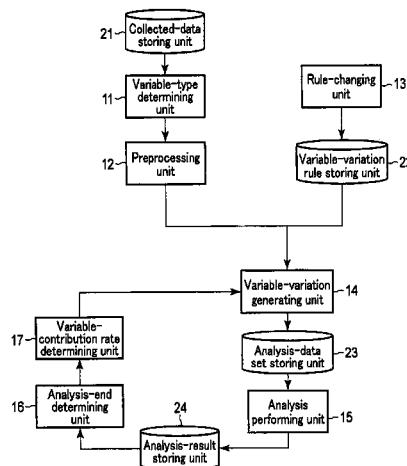 21
Collected-data
storing unit
11
Variable-type
determining
unit
12
Preprocessing
unit
Rule-changing
unit
13
Variable-variation
rule storing unit
Variable-variation
generating unit
14
17
Variable-
contribution rate
determining unit
Analysis-data
set storing unit
23
16
Analysis-end
determining
unit
24
Analysis-result
storing unit
Analysis
performing unit
15